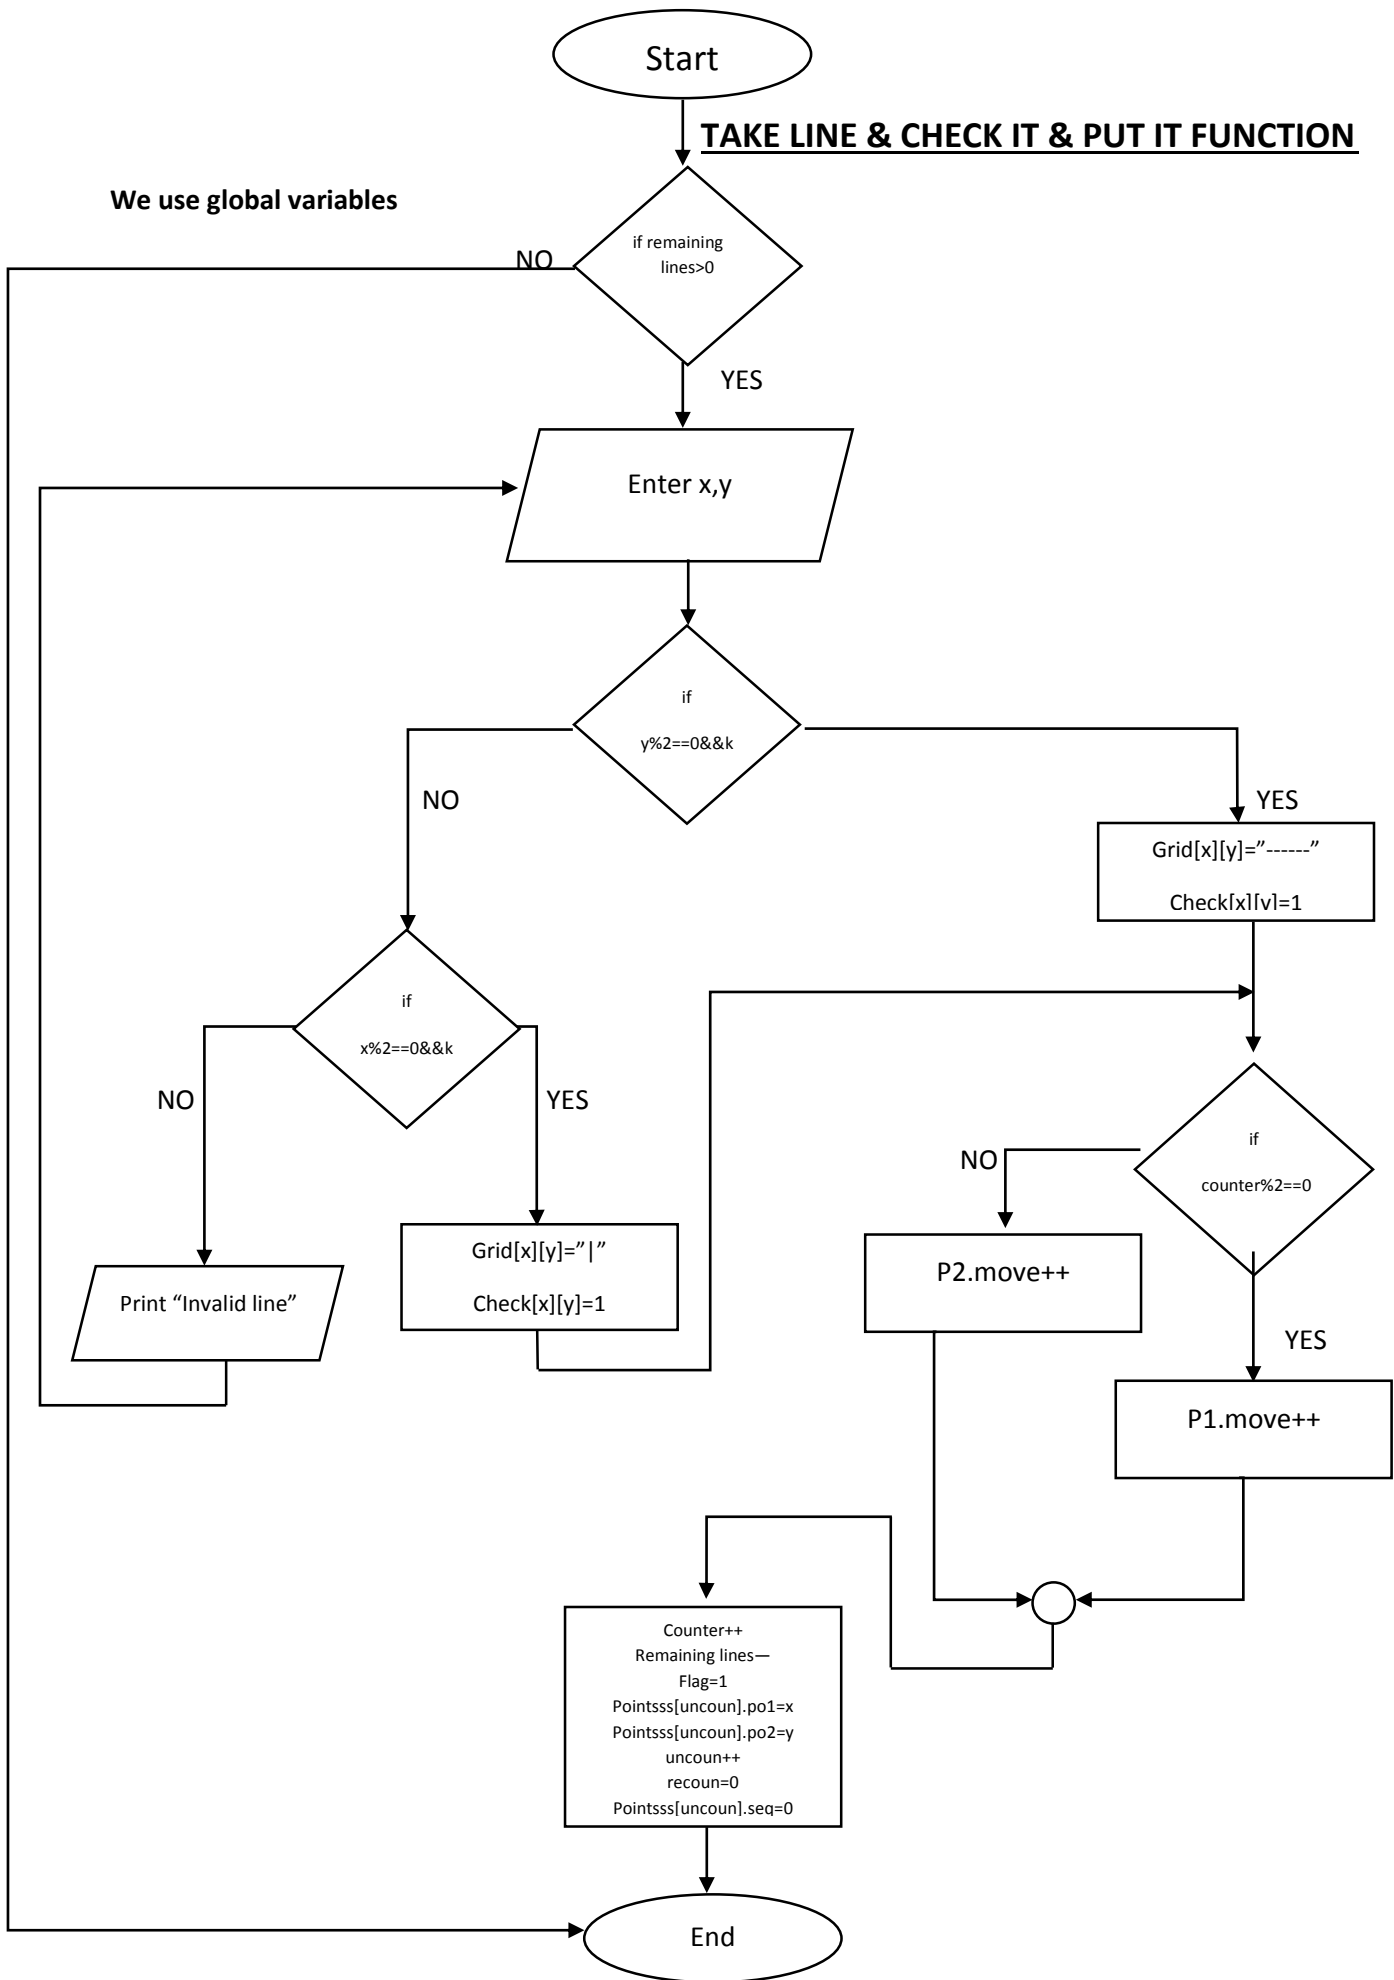 Start
TAKE LINE & CHECK IT & PUT IT FUNCTION
We use global variables
if remaining
lines>0
NO
YES
Enter x,y
if
y%2==0&&k
NO
YES
Grid[x][y]=”------”
Check[x][y]=1
if
x%2==0&&k
NO
YES
if
counter%2==0
NO
YES
Grid[x][y]=”|”
Check[x][y]=1
P2.move++
Print “Invalid line”
P1.move++
Counter++
Remaining lines—
Flag=1
Pointsss[uncoun].po1=x
Pointsss[uncoun].po2=y
uncoun++
recoun=0
Pointsss[uncoun].seq=0
End